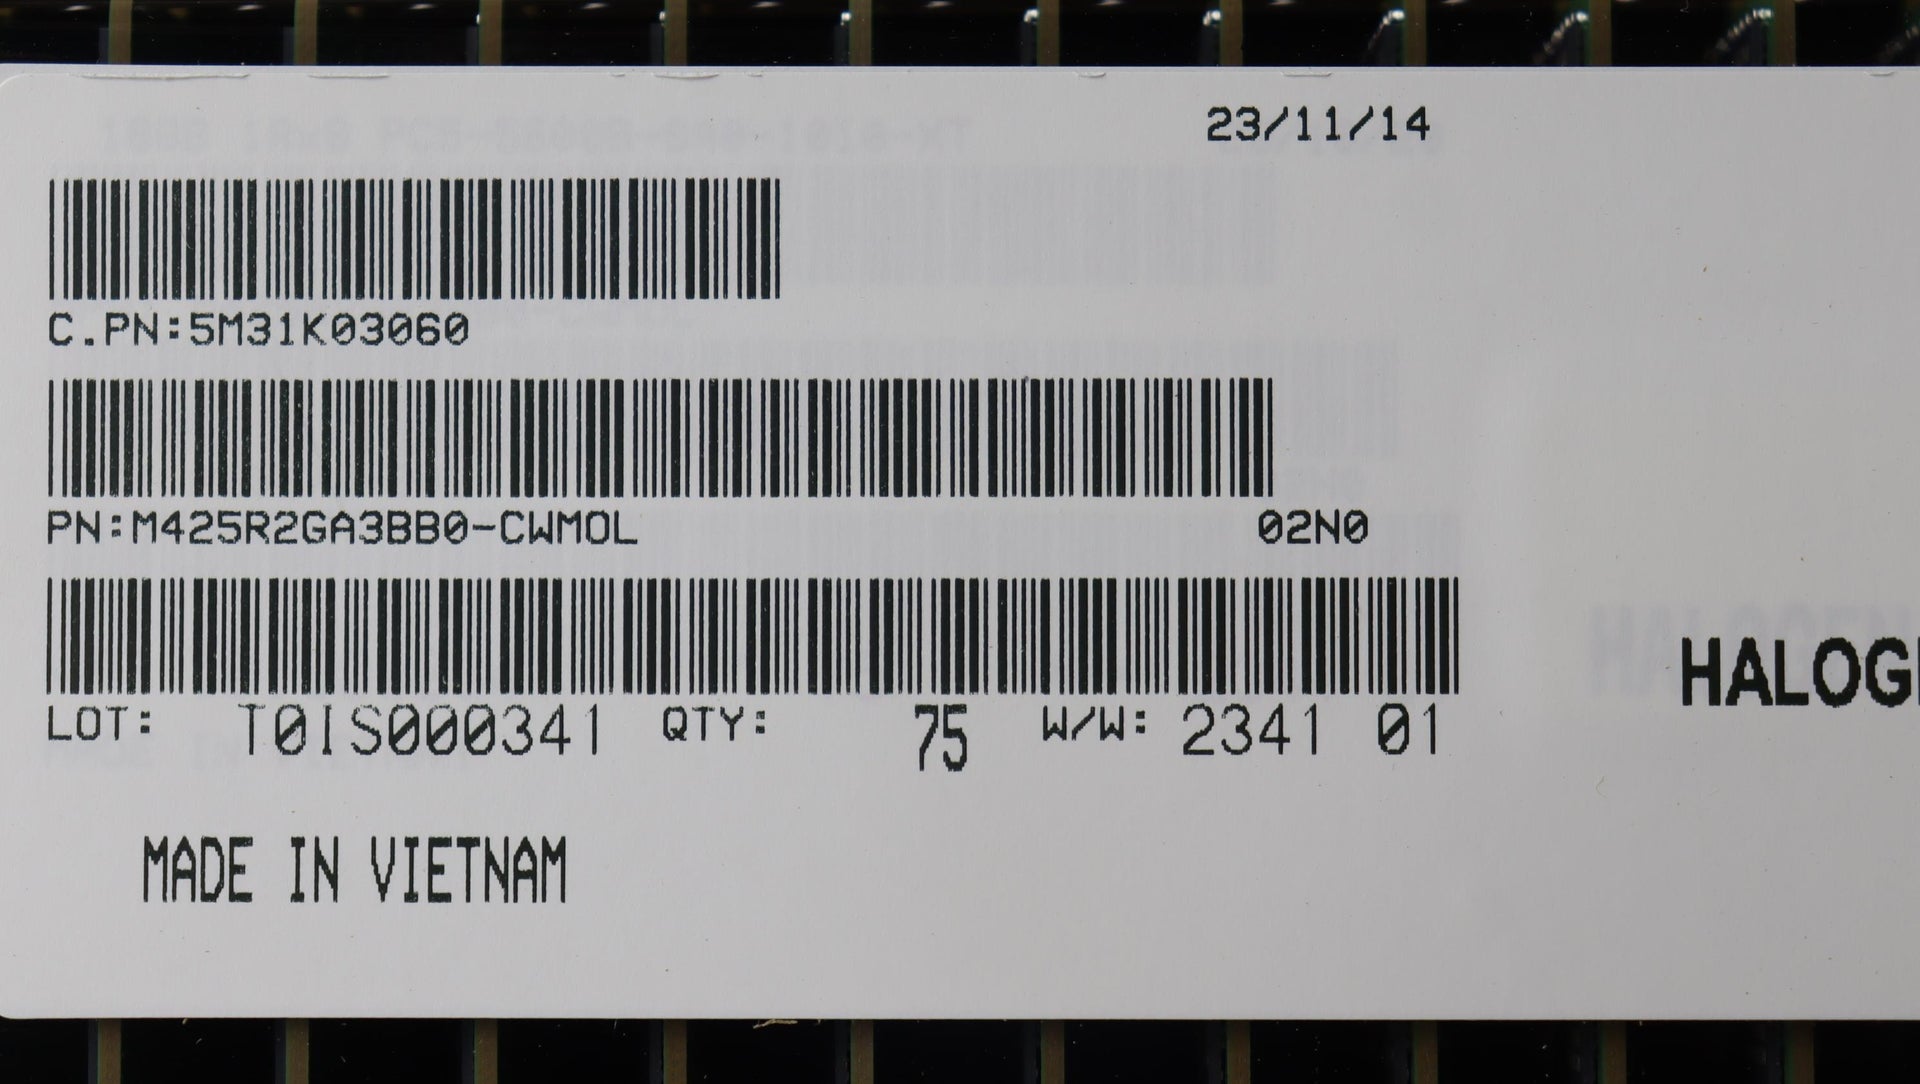 23/11/14
C.PN:5M31K03060
PN:M425R2GA3BB0-CWMOL 02N0
LOT: T0IS000341 QTY: 75 W/W: 2341 01
HALOG
MADE IN VIETNAM